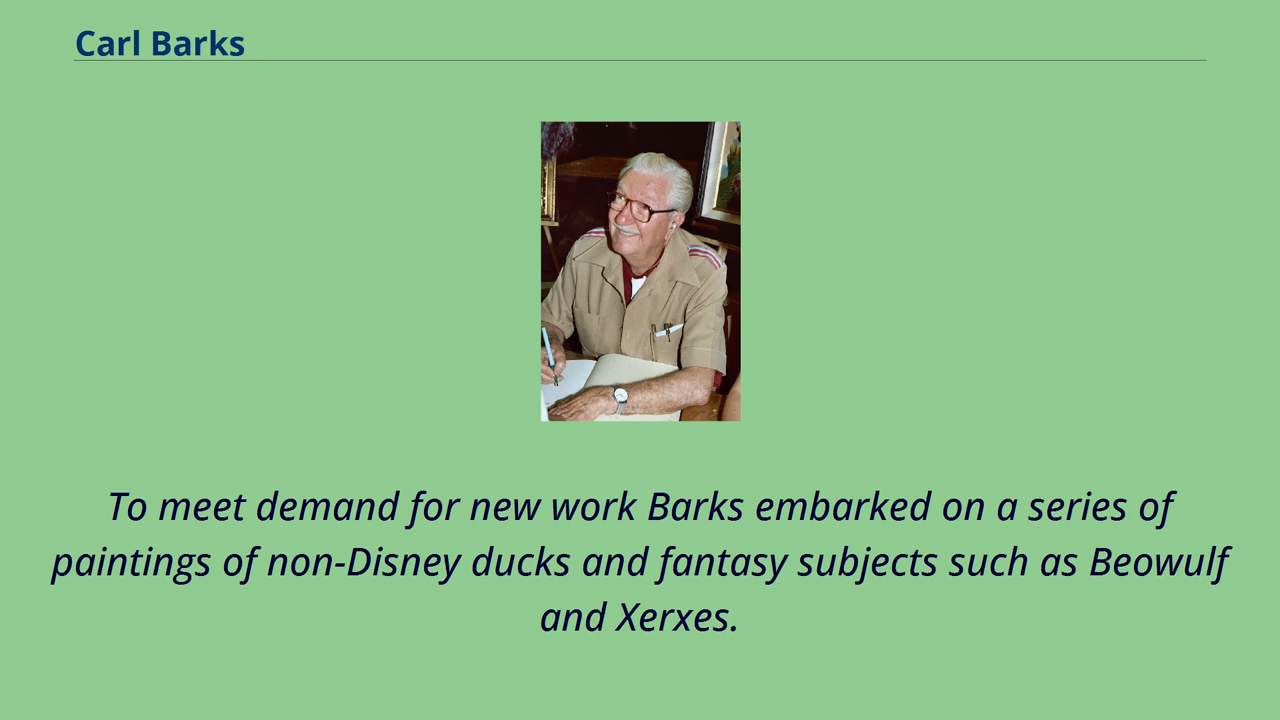 Carl Barks
To meet demand for new work Barks embarked on a series of
paintings of non-Disney ducks and fantasy subjects such as Beowulf
and Xerxes.